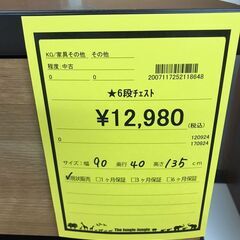 KG/家具その他　その他
程度:中古
0　0
2007117252118648
★6段ﾁｪｽﾄ
¥12,980(税込)
120924
170924
サイズ:幅 90 奥行 40 高さ 135 cm
☑現状販売 □1ヶ月保証 □3ヶ月保証 □6ヶ月保証
The Jungle Jungle